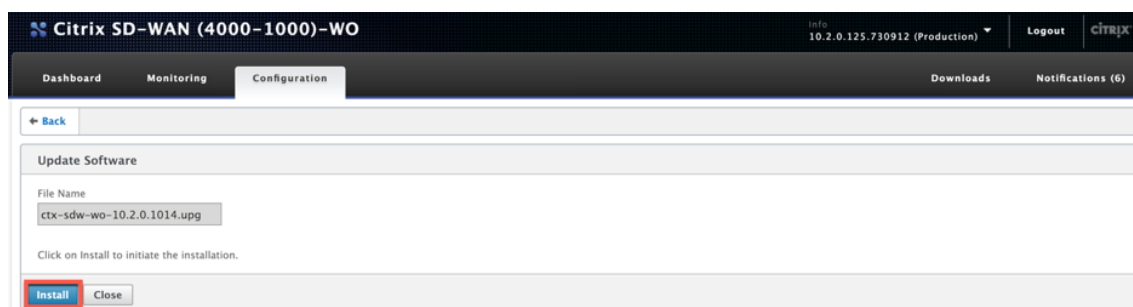 Citrix SD-WAN (4000-1000)-WO
Info
10.2.0.125.730912 (Production)
Logout
CİTRIX
Dashboard
Monitoring
Configuration
Downloads
Notifications (6)
← Back
Update Software
File Name
ctx-sdw-wo-10.2.0.1014.upg
Click on Install to initiate the installation.
Install
Close